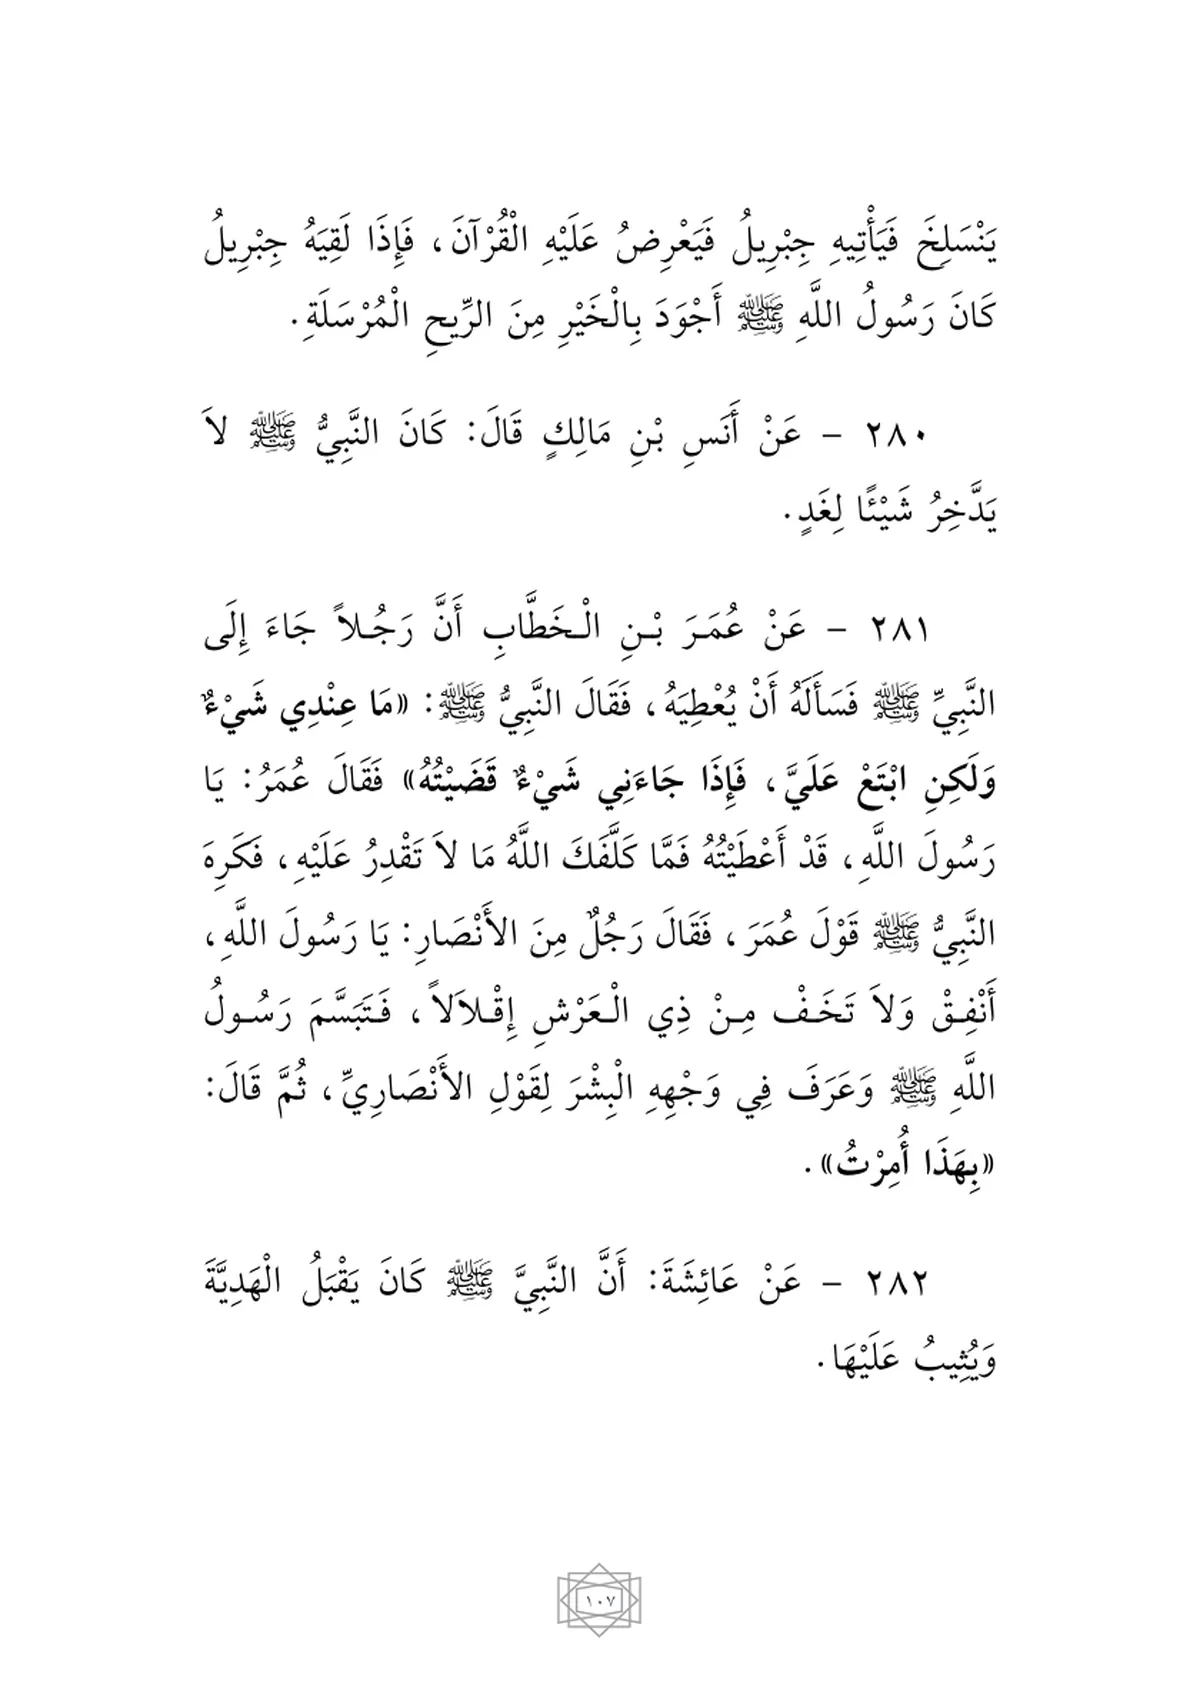 يَنْسَلِخَ فَيَأْتِيهِ جِبْرِيلُ فَيَعْرِضُ عَلَيْهِ الْقُرْآنَ، فَإِذَا لَقِيَهُ جِبْرِيلُ
كَانَ رَسُولُ اللَّهِ ﷺ أَجْوَدَ بِالْخَيْرِ مِنَ الرِّيحِ الْمُرْسَلَةِ.
٢٨٠ – عَنْ أَنَسِ بْنِ مَالِكٍ قَالَ: كَانَ النَّبِيُّ ﷺ لاَ
يَدَّخِرُ شَيْئًا لِغَدٍ.
٢٨١ – عَنْ عُمَرَ بْنِ الْخَطَّابِ أَنَّ رَجُلاً جَاءَ إِلَى
النَّبِيِّ ﷺ فَسَأَلَهُ أَنْ يُعْطِيَهُ، فَقَالَ النَّبِيُّ ﷺ: «مَا عِنْدِي شَيْءٌ
وَلَكِنِ ابْتَعْ عَلَيَّ، فَإِذَا جَاءَنِي شَيْءٌ قَضَيْتُهُ» فَقَالَ عُمَرُ: يَا
رَسُولَ اللَّهِ، قَدْ أَعْطَيْتُهُ فَمَّا كَلَّفَكَ اللَّهُ مَا لاَ تَقْدِرُ عَلَيْهِ، فَكَرِهَ
النَّبِيُّ ﷺ قَوْلَ عُمَرَ، فَقَالَ رَجُلٌ مِنَ الأَنْصَارِ: يَا رَسُولَ اللَّهِ،
أَنْفِقْ وَلاَ تَخَفْ مِنْ ذِي الْعَرْشِ إِقْلاَلاً، فَتَبَسَّمَ رَسُولُ
اللَّهِ ﷺ وَعَرَفَ فِي وَجْهِهِ الْبِشْرَ لِقَوْلِ الأَنْصَارِيِّ، ثُمَّ قَالَ:
«بِهَذَا أُمِرْتُ».
٢٨٢ – عَنْ عَائِشَةَ: أَنَّ النَّبِيَّ ﷺ كَانَ يَقْبَلُ الْهَدِيَّةَ
وَيُثِيبُ عَلَيْهَا.
١٠٧